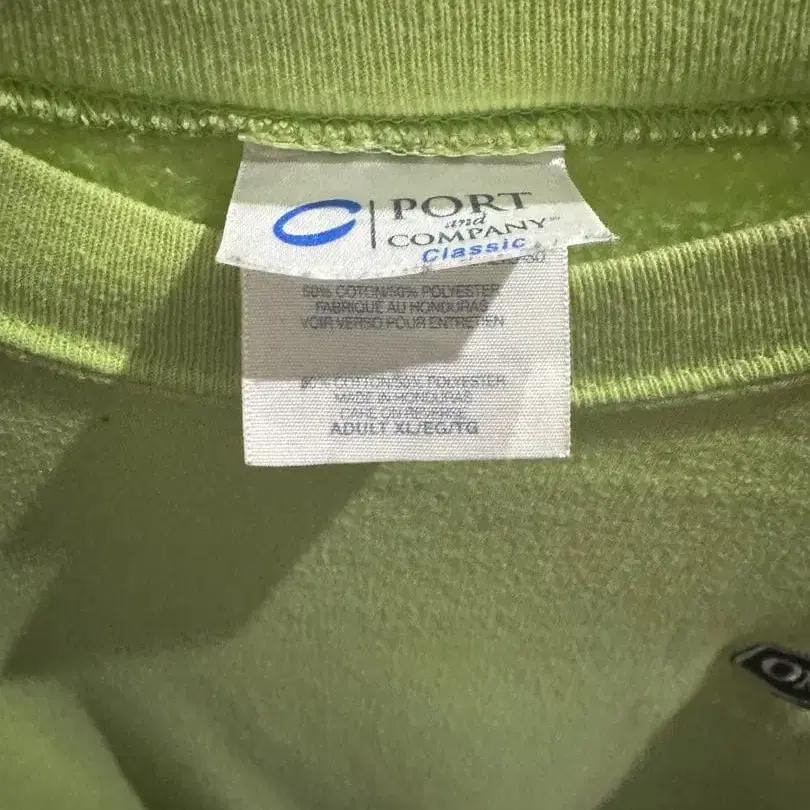 PORT
and
COMPANY
Classic
50% COTTON/50% POLYESTER
FABRIQUÉ AU HONDURAS
VOIR VERSO POUR ENTRETIEN
50% COTTON/50% POLYESTER
MADE IN HONDURAS
CARE ON REVERSE
ADULT XL/EG/TG